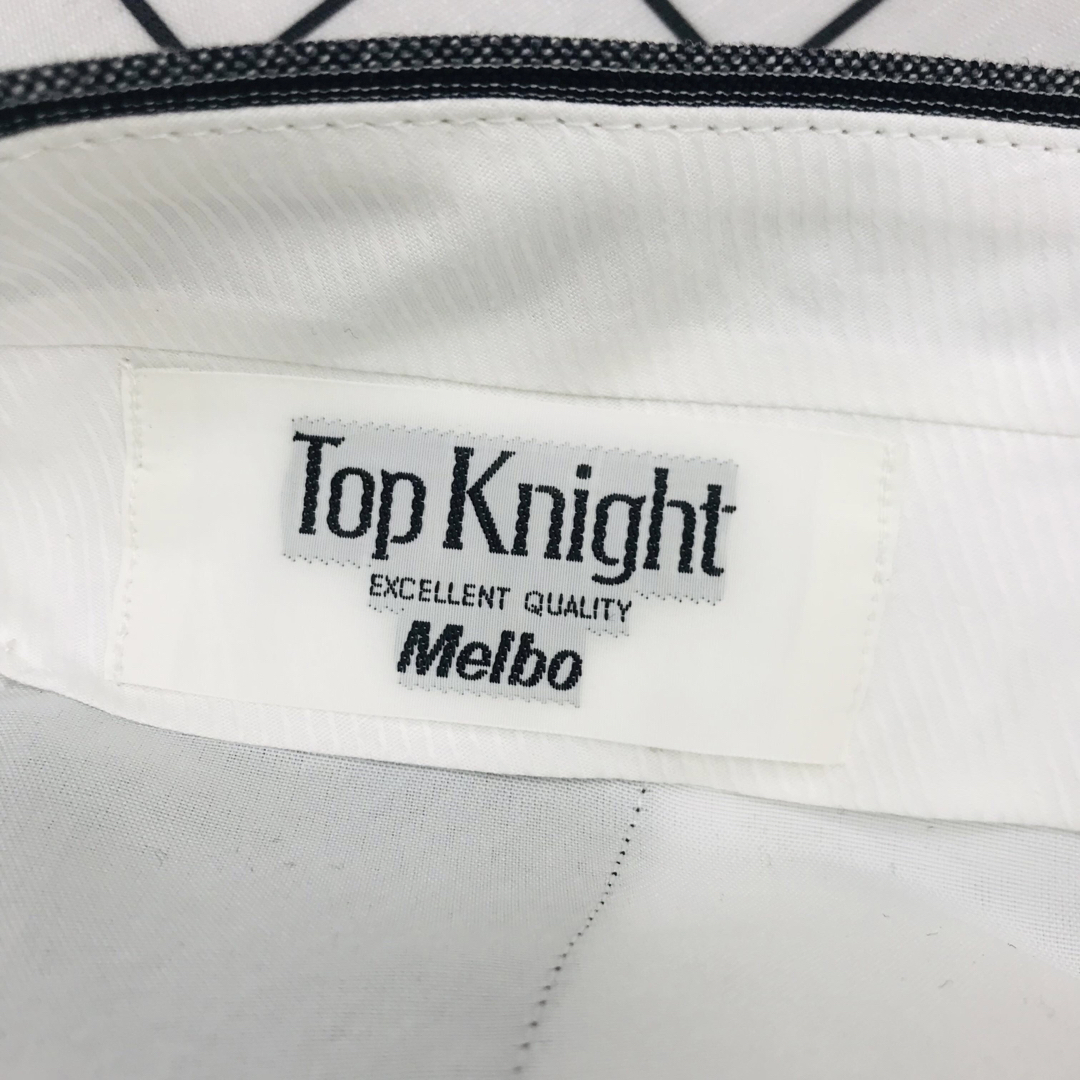 Top Knight
EXCELLENT QUALITY
Melbo